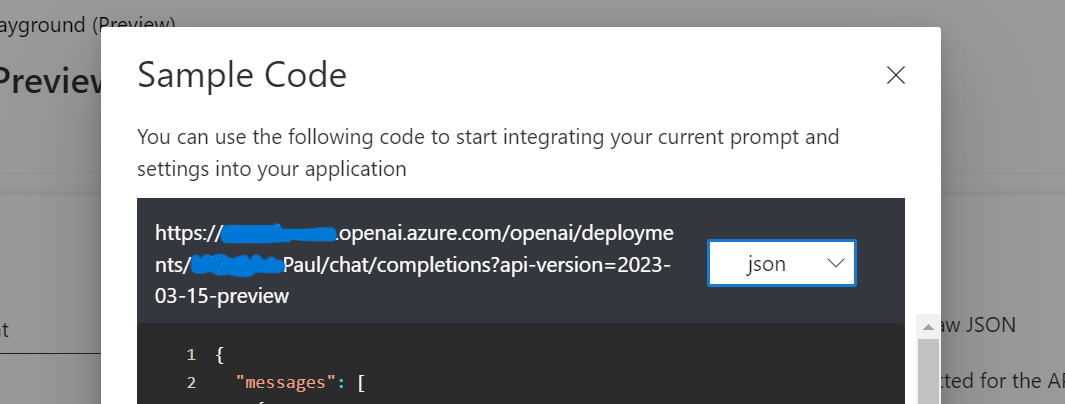 ayground (Preview)
Preview
Sample Code
You can use the following code to start integrating your current prompt and
settings into your application
https://.openai.azure.com/openai/deployme
nts/Paul/chat/completions?api-version=2023-
03-15-preview
json
1 {
2 "messages": [
t
aw JSON
tted for the AP